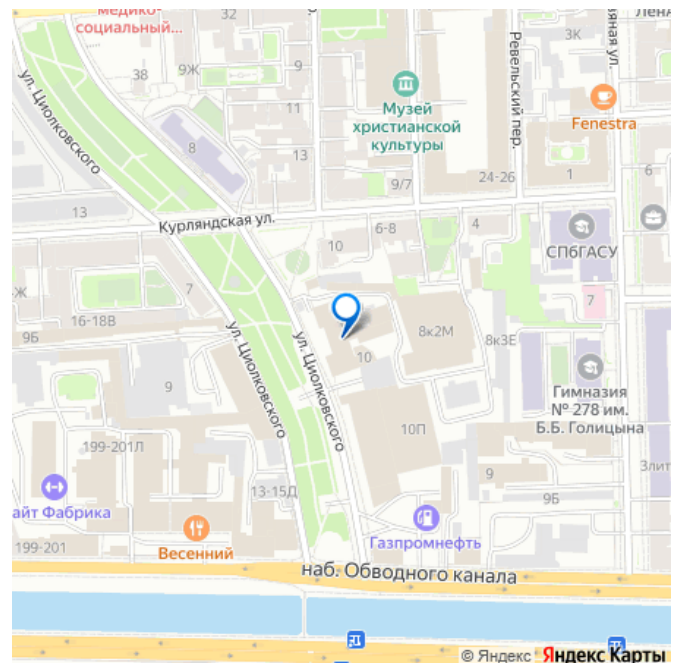 медико-
социальный...
32
38
9Ж
9
11
13
8
ул. Циолковского
Музей
христианской
культуры
9/7
Ревельский пер.
24-26
3К
Fenestra
1
6
13
Курляндская ул.
10
6-8
4
СПбГАСУ
7
7
16-18В
9Б
9
ул. Циолковского
ул. Циолковского
10
8к2М
8к3Е
Гимназия
№ 278 им.
Б.Б. Голицына
10П
199-201Л
13-15Д
9
9Б
айт Фабрика
199-201
Весенний
Газпромнефть
наб. Обводного канала
© Яндекс Яндекс Карты